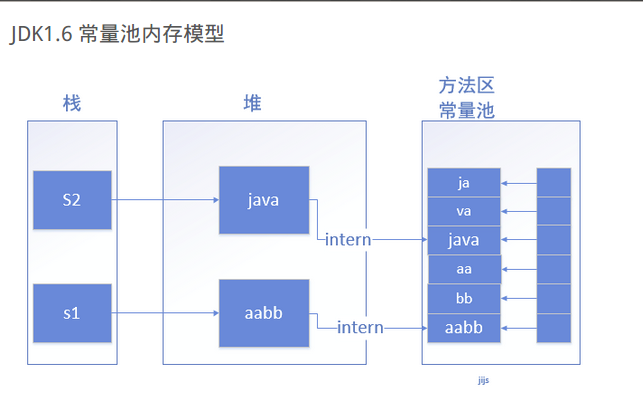 JDK1.6 常量池内存模型
栈
堆
方法区
常量池
S2
java
intern
s1
aabb
intern
ja
va
java
aa
bb
aabb
jijs